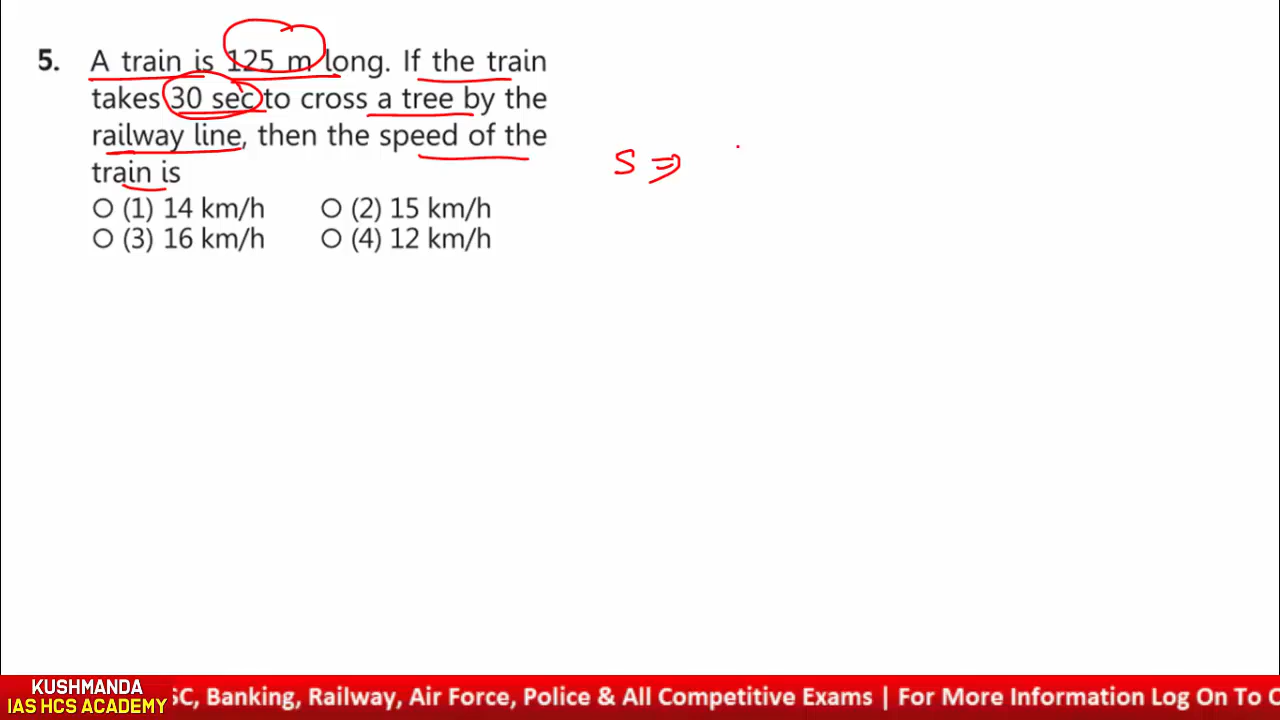 5. A train is 125 m long. If the train
takes 30 sec to cross a tree by the
railway line, then the speed of the
train is
(1) 14 km/h (2) 15 km/h
(3) 16 km/h (4) 12 km/h
S ⇒
KUSHMANDA
IAS HCS ACADEMY
SC, Banking, Railway, Air Force, Police & All Competitive Exams | For More Information Log On To